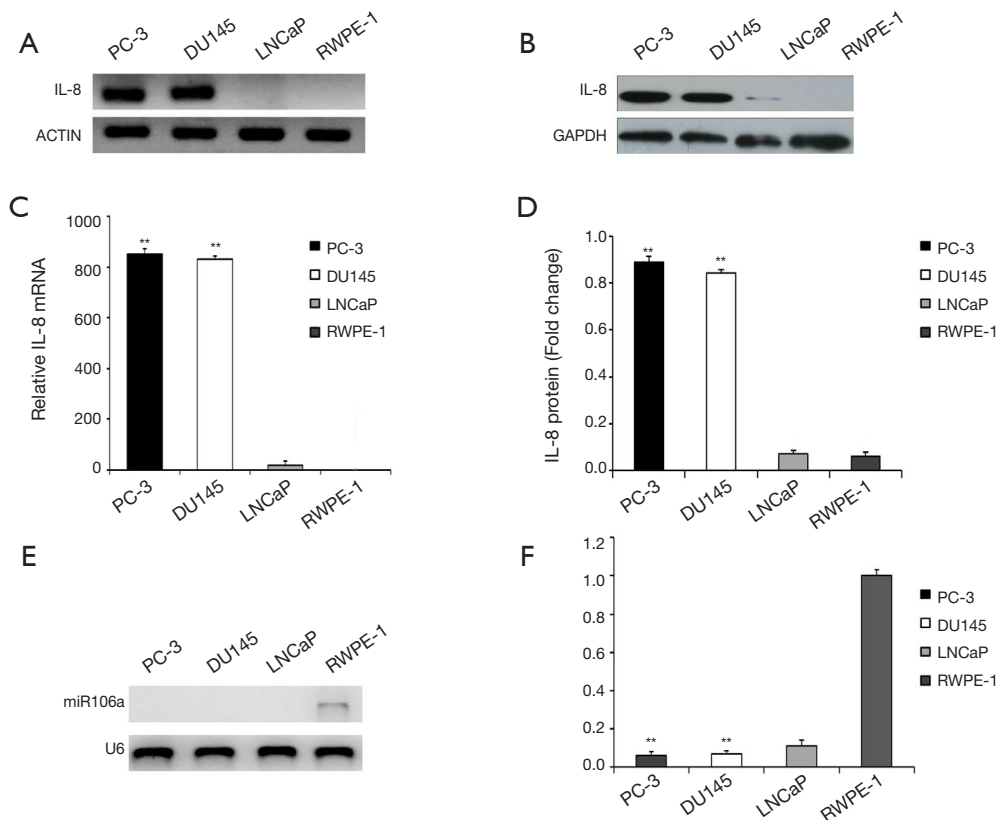 A
PC-3 DU145 LNCaP RWPE-1
IL-8
ACTIN
B
PC-3 DU145 LNCaP RWPE-1
IL-8
GAPDH
C
Relative IL-8 mRNA
1000
800
600
400
200
0
** **
PC-3 DU145 LNCaP RWPE-1
PC-3
DU145
LNCaP
RWPE-1
D
IL-8 protein (Fold change)
1.0
0.8
0.6
0.4
0.2
0.0
** **
PC-3 DU145 LNCaP RWPE-1
PC-3
DU145
LNCaP
RWPE-1
E
PC-3 DU145 LNCaP RWPE-1
miR106a
U6
F
1.2
1.0
0.8
0.6
0.4
0.2
0.0
** **
PC-3 DU145 LNCaP RWPE-1
PC-3
DU145
LNCaP
RWPE-1